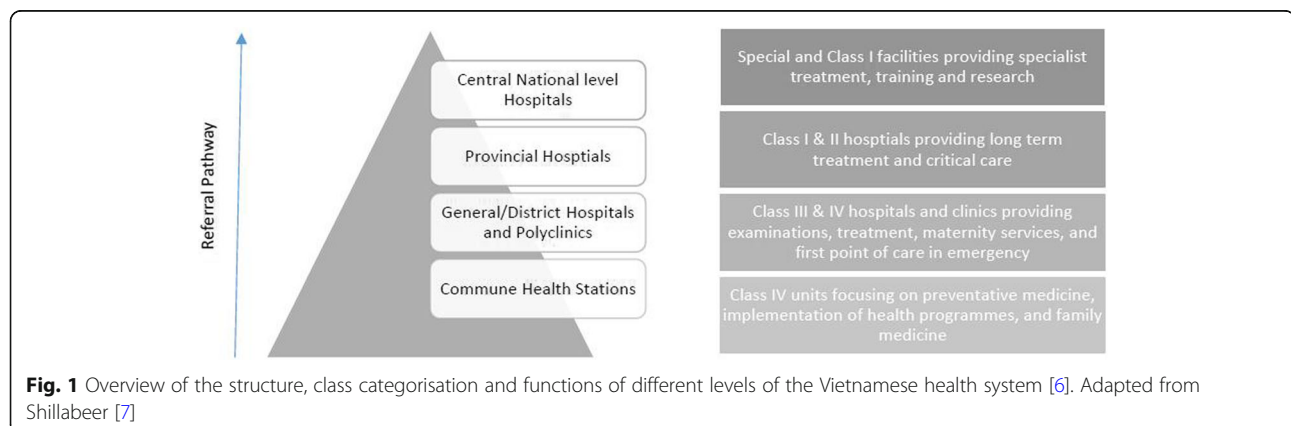 Referral Pathway
Central National level
Hospitals
Provincial Hosptials
General/District Hospitals
and Polyclinics
Commune Health Stations
Special and Class I facilities providing specialist
treatment, training and research
Class I & II hosptials providing long term
treatment and critical care
Class III & IV hospitals and clinics providing
examinations, treatment, maternity services, and
first point of care in emergency
Class IV units focusing on preventative medicine,
implementation of health programmes, and family
medicine
Fig. 1 Overview of the structure, class categorisation and functions of different levels of the Vietnamese health system [6]. Adapted from
Shillabeer [7]